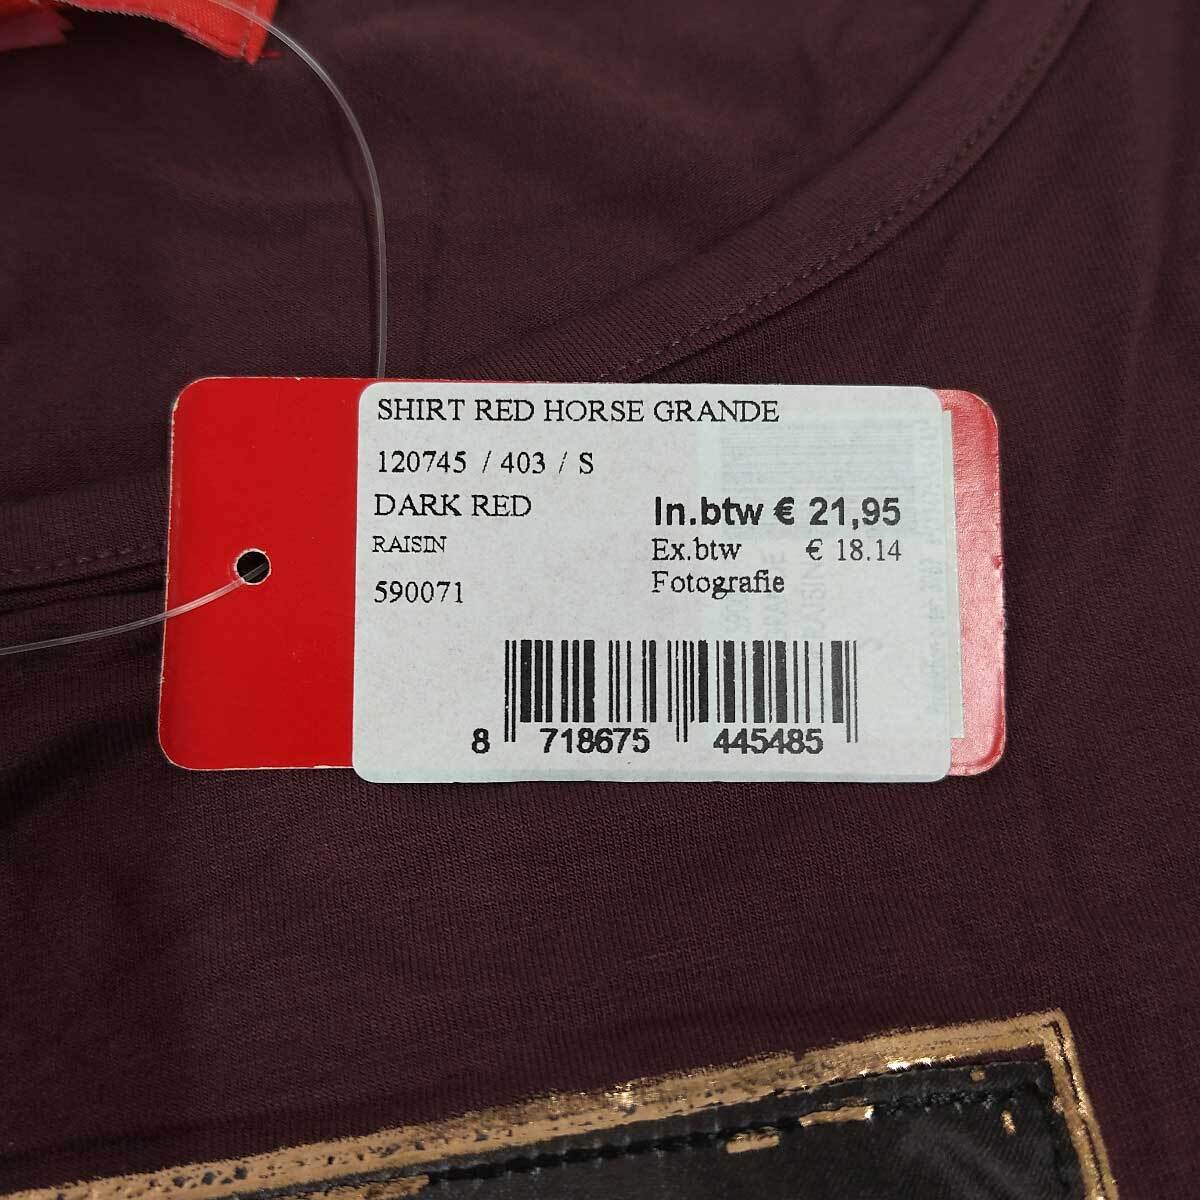 SHIRT RED HORSE GRANDE
120745 / 403 / S
DARK RED
In.btw € 21,95
RAISIN
Ex.btw € 18.14
590071
Fotografie
8 718675 445485